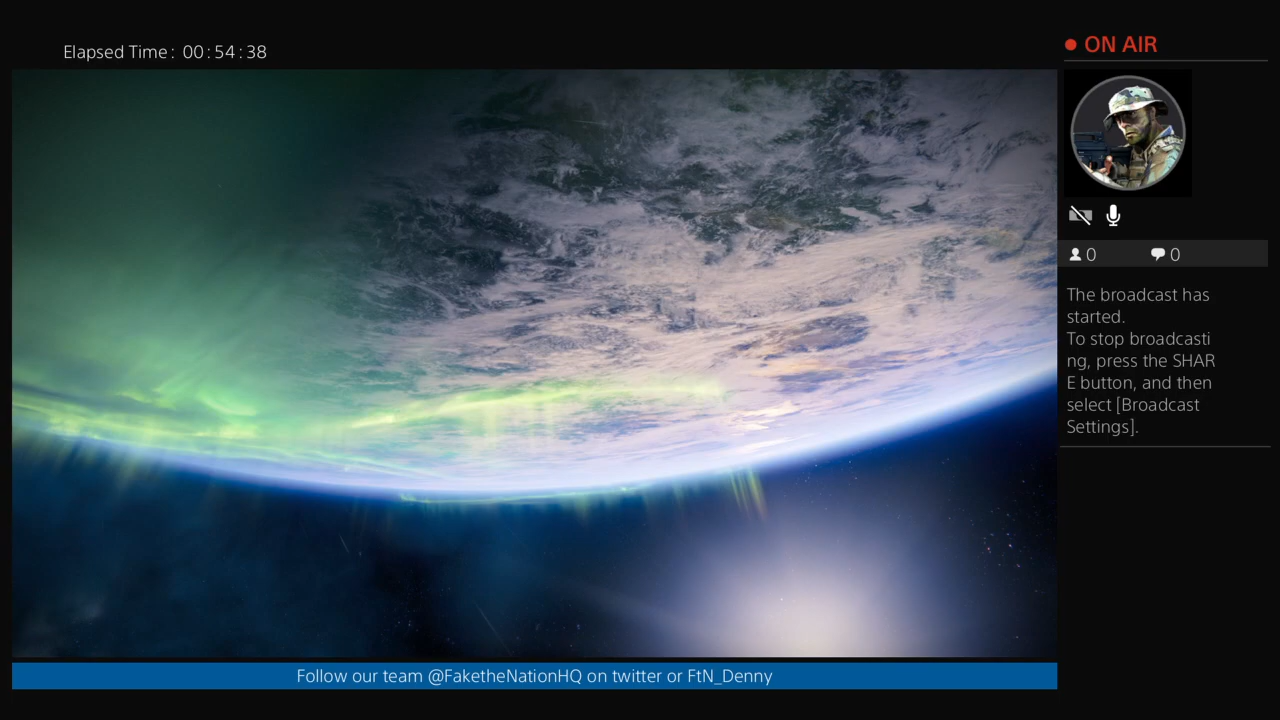 Elapsed Time: 00:54:38
ON AIR
0 0
The broadcast has
started.
To stop broadcasti
ng, press the SHAR
E button, and then
select [Broadcast
Settings].
Follow our team @FaketheNationHQ on twitter or FtN_Denny